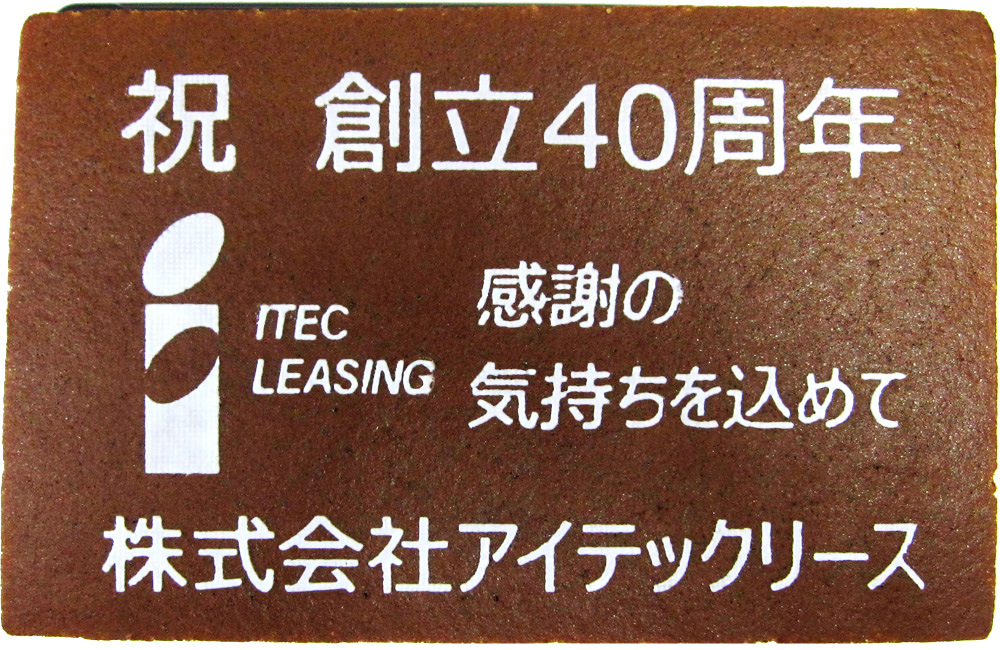 祝 創立40周年
ITEC
LEASING
感謝の
気持ちを込めて
株式会社アイテックリース